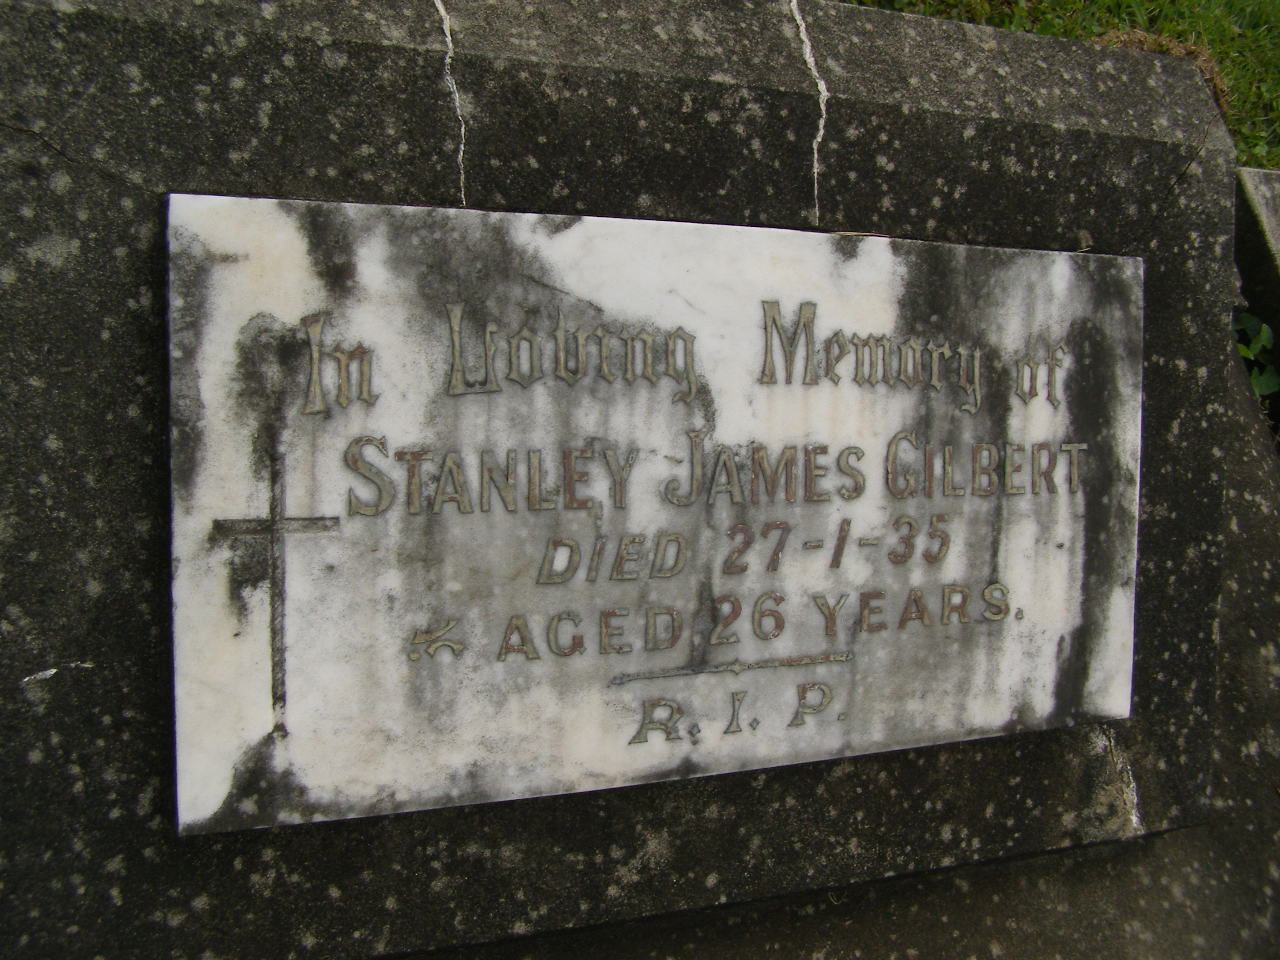 In Loving Memory of
STANLEY JAMES GILBERT
DIED 27-1-35
AGED 26 YEARS.
R.I.P.